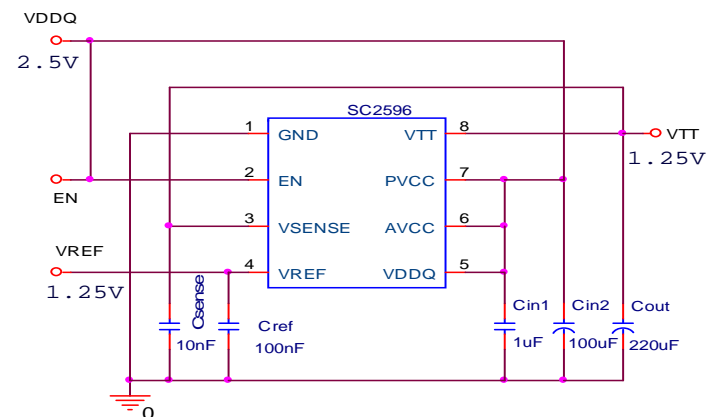 VDDQ
2.5V
SC2596
1 GND VTT 8
VTT
1.25V
2 EN PVCC 7
EN
3 VSENSE AVCC 6
VREF
1.25V
4 VREF VDDQ 5
Csense
10nF
Cref
100nF
Cin1
1uF
Cin2
100uF
Cout
220uF
0